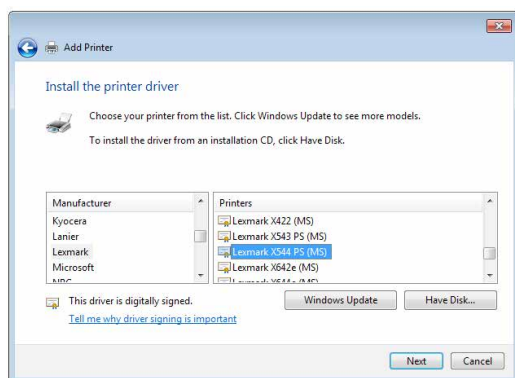 Add Printer
Install the printer driver
Choose your printer from the list. Click Windows Update to see more models.
To install the driver from an installation CD, click Have Disk.
Manufacturer
Kyocera
Lanier
Lexmark
Microsoft
Printers
Lexmark X422 (MS)
Lexmark X543 PS (MS)
Lexmark X544 PS (MS)
Lexmark X642e (MS)
This driver is digitally signed.
Tell me why driver signing is important
Windows Update
Have Disk...
Next
Cancel